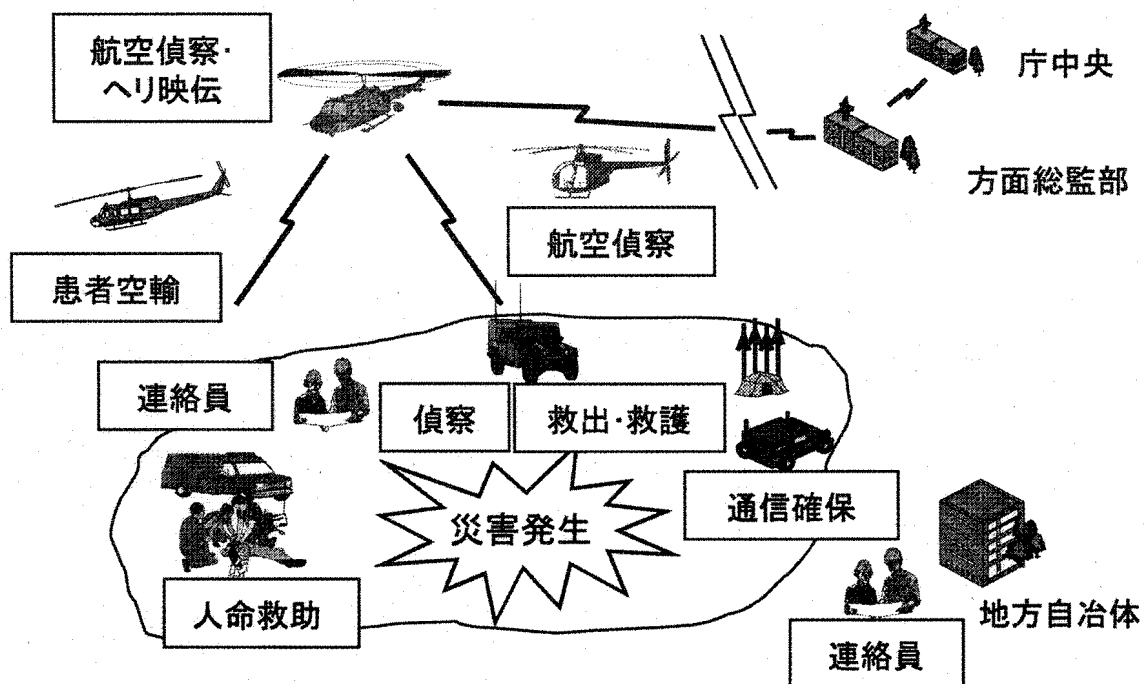 航空偵察・
ヘリ映伝
庁中央
方面総監部
航空偵察
患者空輸
連絡員
偵察
救出・救護
通信確保
災害発生
人命救助
地方自治体
連絡員